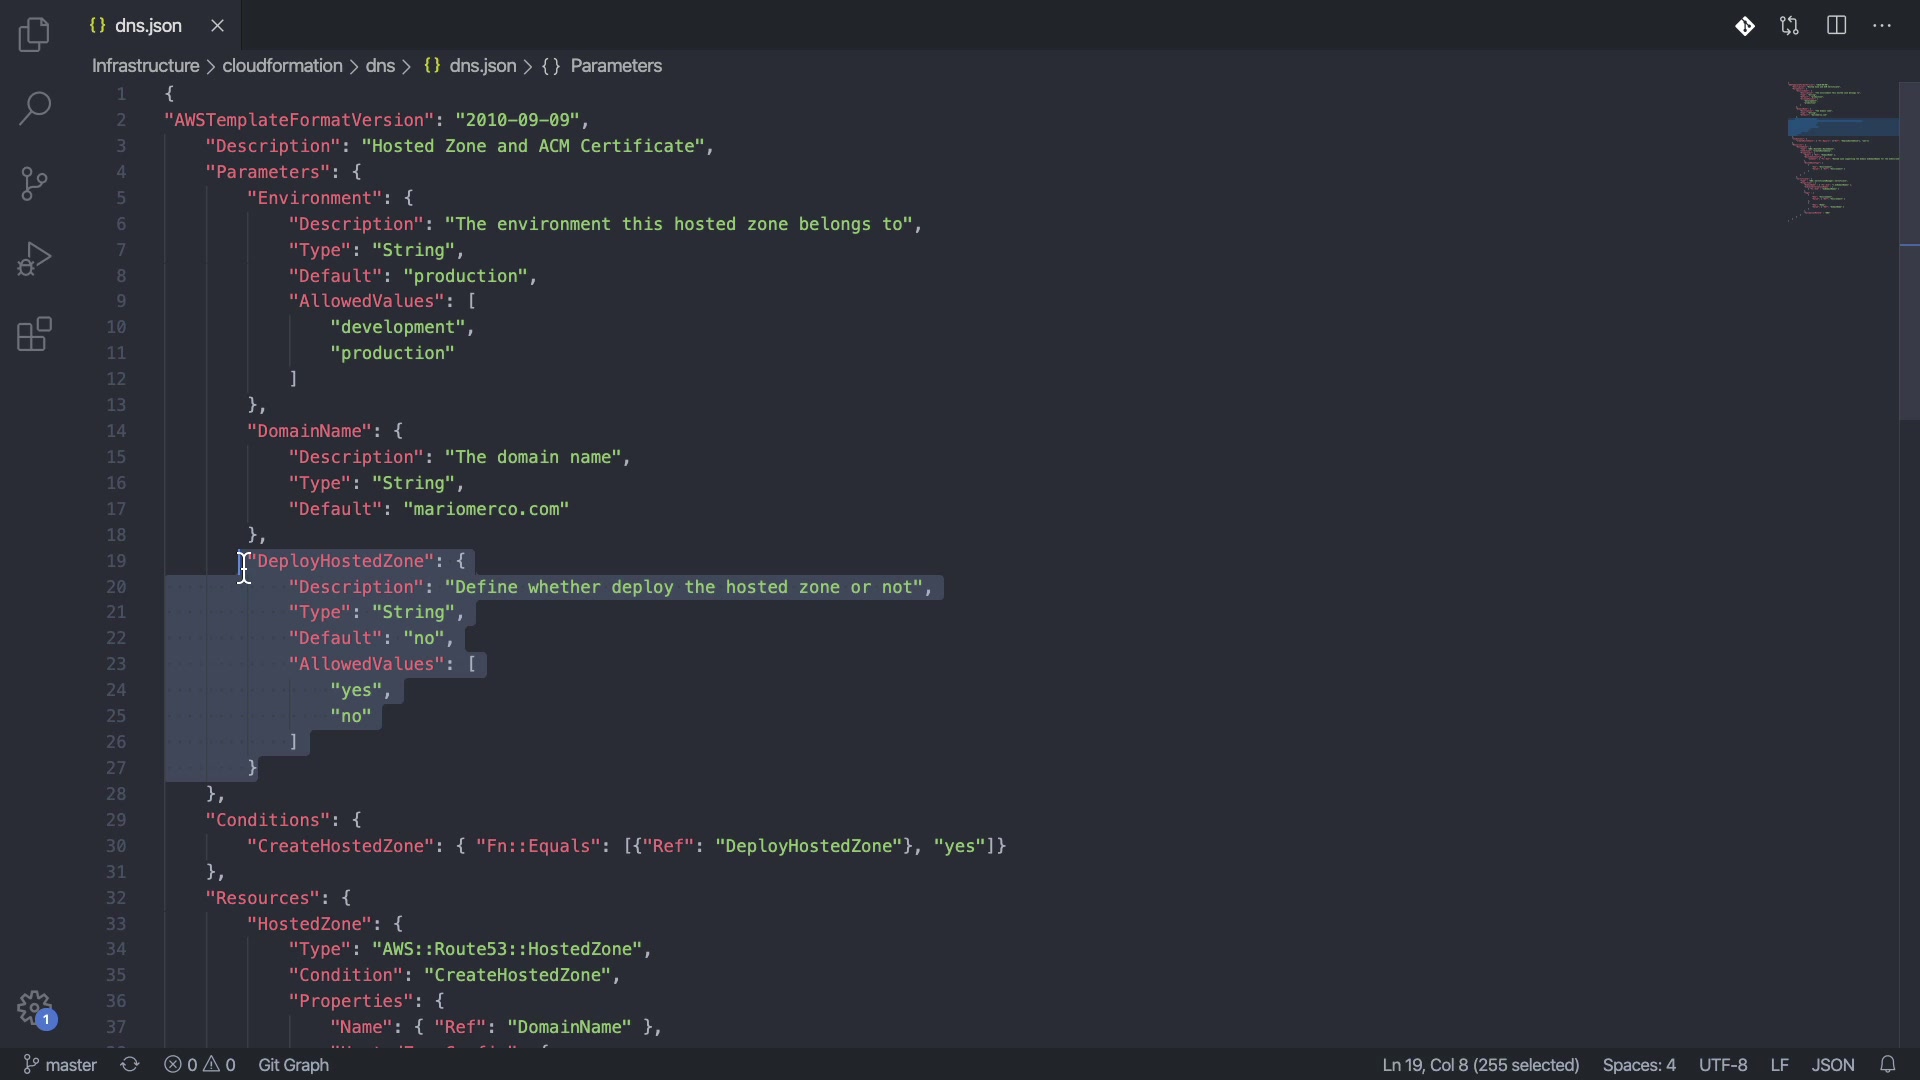 {} dns.json
Infrastructure > cloudformation > dns > {} dns.json > {} Parameters
1 {
2 "AWSTemplateFormatVersion": "2010-09-09",
3 "Description": "Hosted Zone and ACM Certificate",
4 "Parameters": {
5 "Environment": {
6 "Description": "The environment this hosted zone belongs to",
7 "Type": "String",
8 "Default": "production",
9 "AllowedValues": [
10 "development",
11 "production"
12 ]
13 },
14 "DomainName": {
15 "Description": "The domain name",
16 "Type": "String",
17 "Default": "mariomerco.com"
18 },
19 "DeployHostedZone": {
20 "Description": "Define whether deploy the hosted zone or not",
21 "Type": "String",
22 "Default": "no",
23 "AllowedValues": [
24 "yes",
25 "no"
26 ]
27 }
28 },
29 "Conditions": {
30 "CreateHostedZone": { "Fn::Equals": [{"Ref": "DeployHostedZone"}, "yes"]}
31 },
32 "Resources": {
33 "HostedZone": {
34 "Type": "AWS::Route53::HostedZone",
35 "Condition": "CreateHostedZone",
36 "Properties": {
37 "Name": { "Ref": "DomainName" },
1
master 0 0 Git Graph Ln 19, Col 8 (255 selected) Spaces: 4 UTF-8 LF JSON